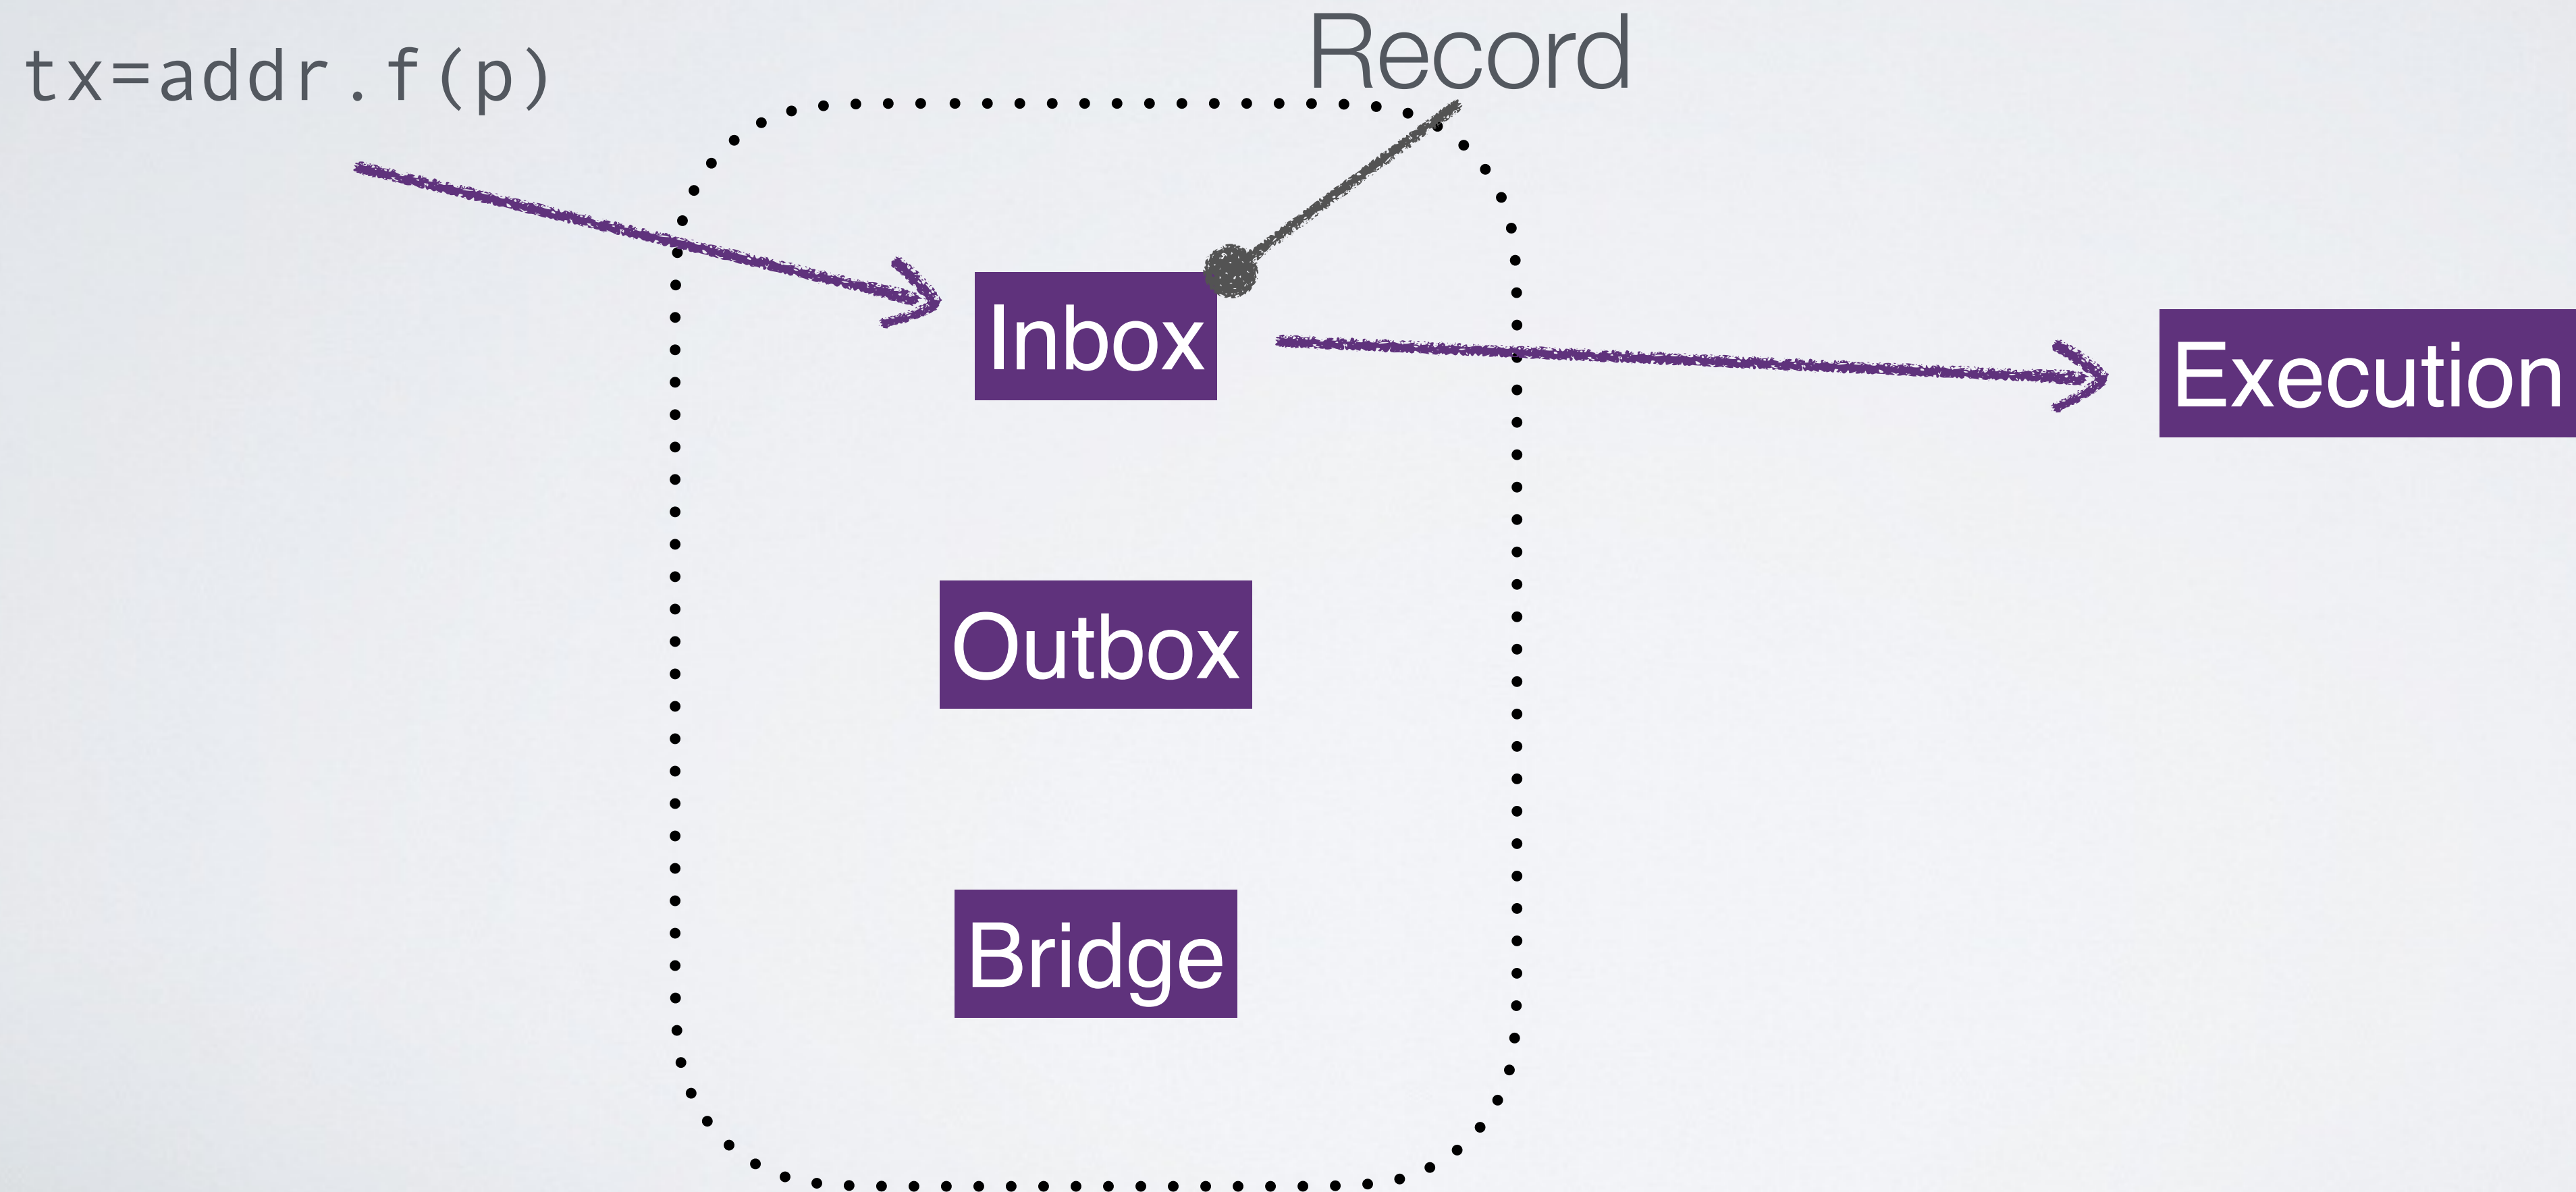 Record
tx=addr.f(p)
Inbox
Execution
Outbox
Bridge